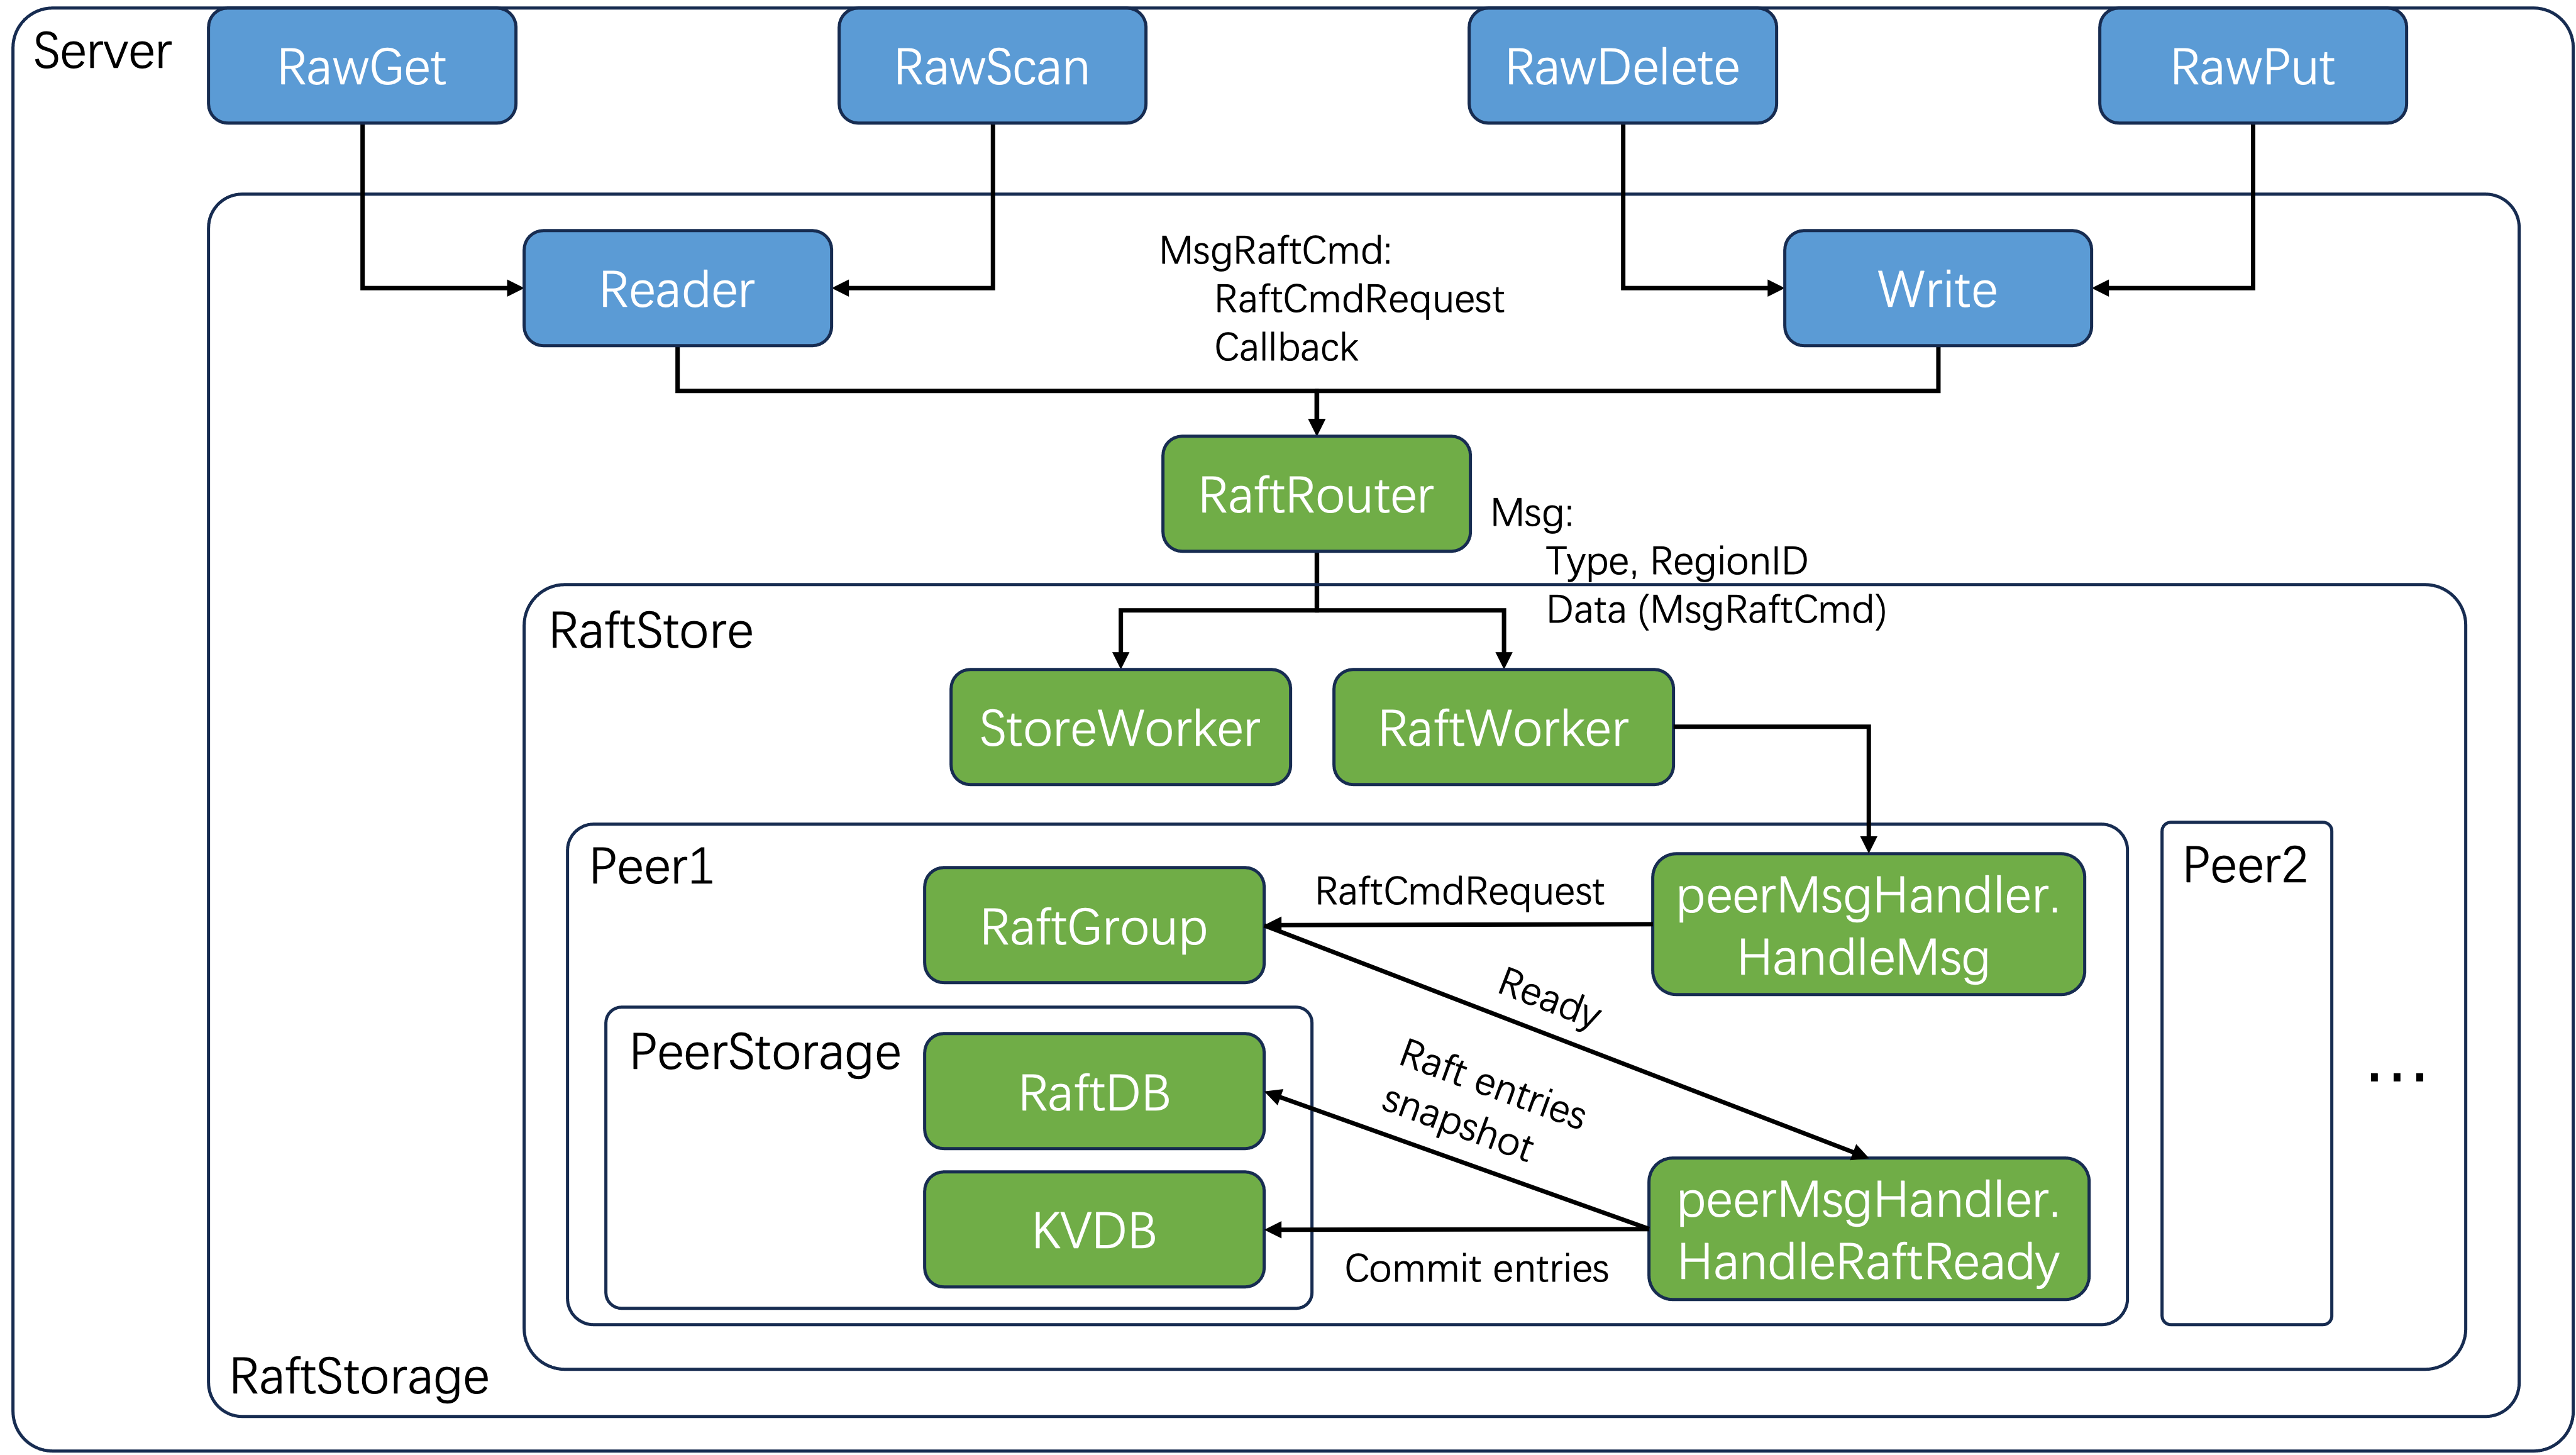 Server
RawGet
RawScan
RawDelete
RawPut
Reader
MsgRaftCmd:
RaftCmdRequest
Callback
Write
RaftRouter
Msg:
Type, RegionID
Data (MsgRaftCmd)
RaftStore
StoreWorker
RaftWorker
Peer1
RaftGroup
RaftCmdRequest
peerMsgHandler.
HandleMsg
Peer2
Ready
PeerStorage
RaftDB
Raft entries
snapshot
...
KVDB
Commit entries
peerMsgHandler.
HandleRaftReady
RaftStorage